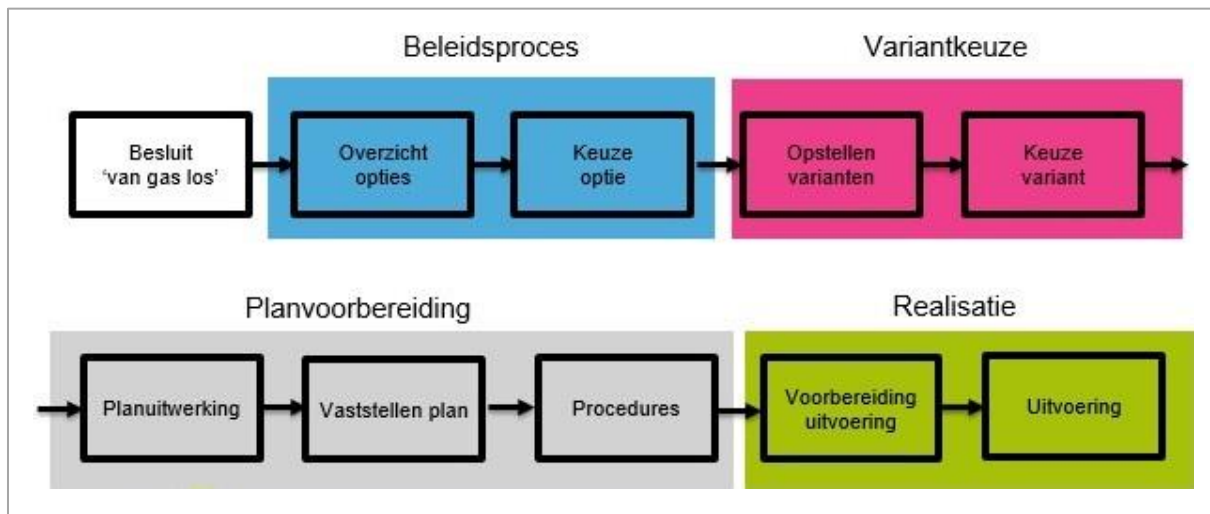 Beleidsproces
Variantkeuze
Besluit
‘van gas los’
Overzicht
opties
Keuze
optie
Opstellen
varianten
Keuze
variant
Planvoorbereiding
Realisatie
Planuitwerking
Vaststellen plan
Procedures
Voorbereiding
uitvoering
Uitvoering